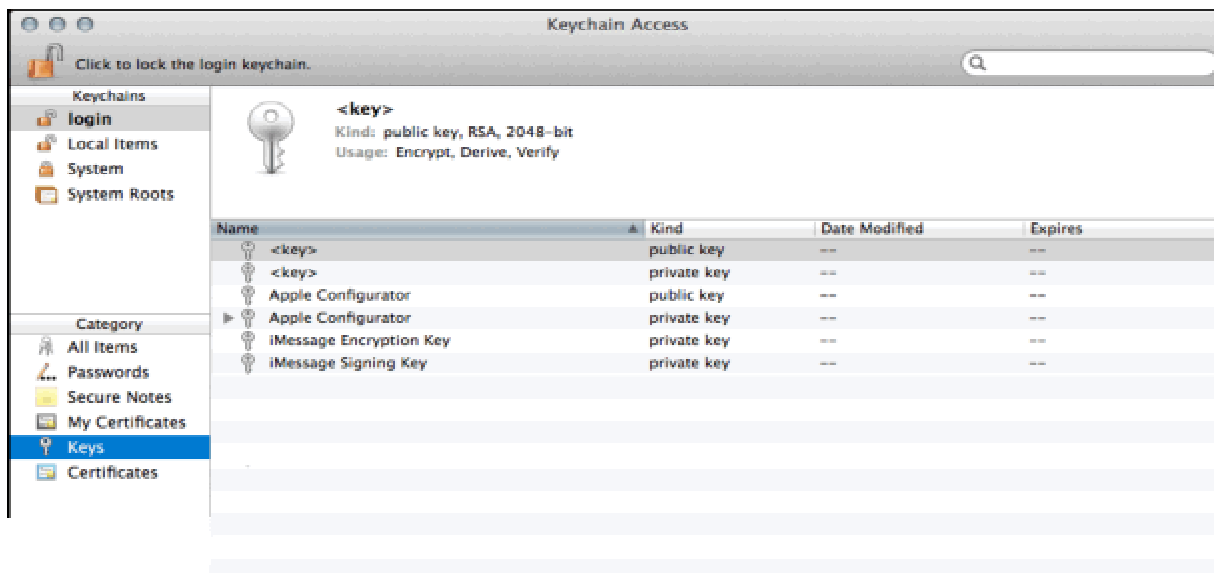 Keychain Access
Click to lock the login keychain.
Keychains
login
Local Items
System
System Roots
<key>
Kind: public key, RSA, 2048-bit
Usage: Encrypt, Derive, Verify
Name Kind Date Modified Expires
<key> public key -- --
<key> private key -- --
Apple Configurator public key -- --
Apple Configurator private key -- --
iMessage Encryption Key private key -- --
iMessage Signing Key private key -- --
Category
All Items
Passwords
Secure Notes
My Certificates
Keys
Certificates